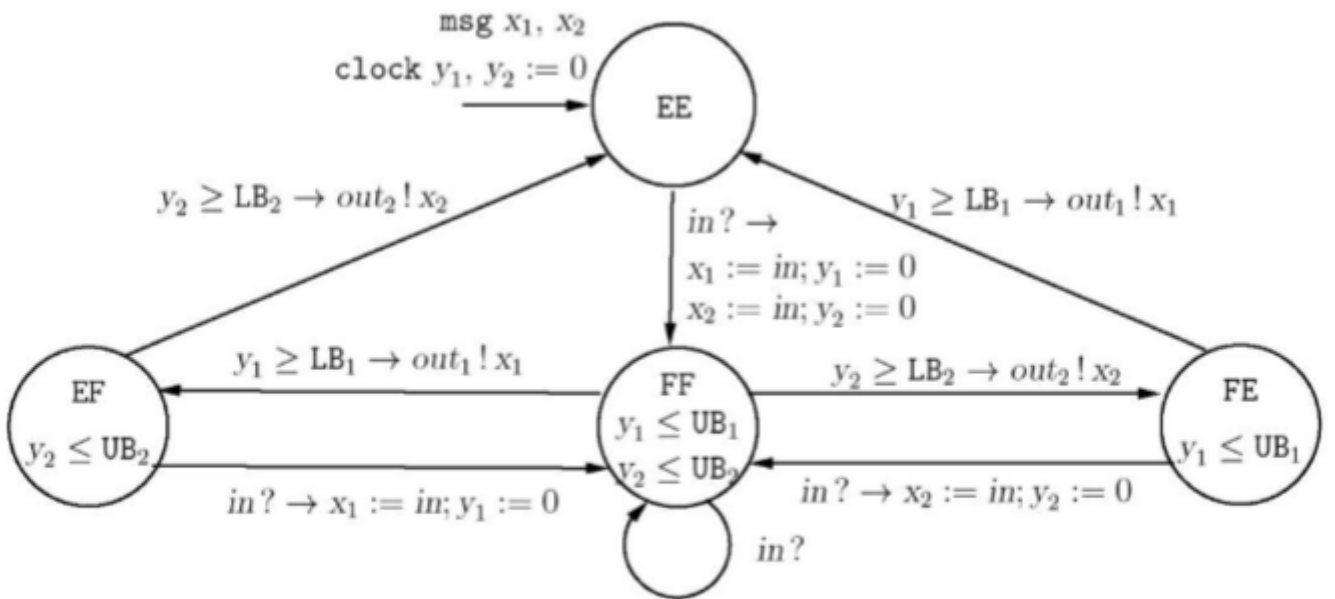 msg x₁, x₂
clock y₁, y₂ := 0
EE
y₂ ≥ LB₂ → out₂ ! x₂
y₁ ≥ LB₁ → out₁ ! x₁
in ? →
x₁ := in; y₁ := 0
x₂ := in; y₂ := 0
y₁ ≥ LB₁ → out₁ ! x₁
y₂ ≥ LB₂ → out₂ ! x₂
EF
y₂ ≤ UB₂
FF
y₁ ≤ UB₁
y₂ ≤ UB₂
FE
y₁ ≤ UB₁
in ? → x₁ := in; y₁ := 0
in ? → x₂ := in; y₂ := 0
in ?